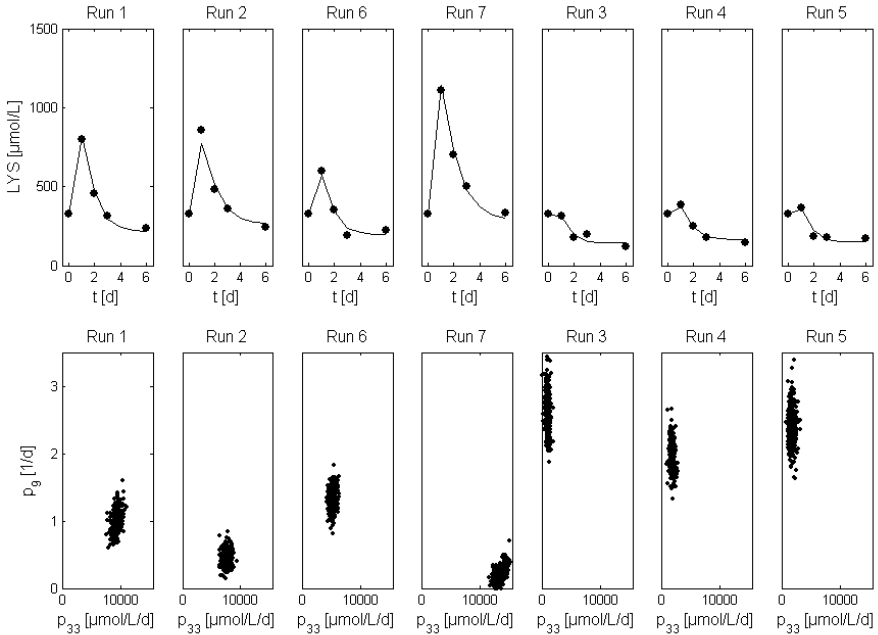 Run 1 Run 2 Run 6 Run 7 Run 3 Run 4 Run 5
1500
1000
500
0
LYS [µmol/L]
0 2 4 6 0 2 4 6 0 2 4 6 0 2 4 6 0 2 4 6 0 2 4 6 0 2 4 6
t [d] t [d] t [d] t [d] t [d] t [d] t [d]
Run 1 Run 2 Run 6 Run 7 Run 3 Run 4 Run 5
3
2
1
0
p9 [1/d]
0 10000 0 10000 0 10000 0 10000 0 10000 0 10000 0 10000
p33 [µmol/L/d] p33 [µmol/L/d] p33 [µmol/L/d] p33 [µmol/L/d] p33 [µmol/L/d] p33 [µmol/L/d] p33 [µmol/L/d]